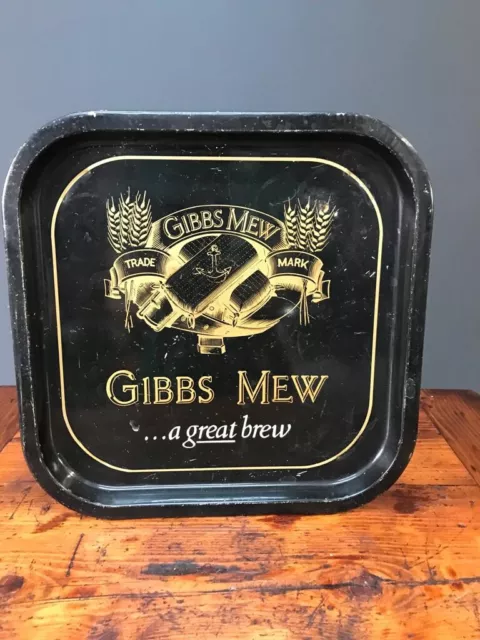 GIBBS MEW
TRADE MARK
GIBBS MEW
...a great brew